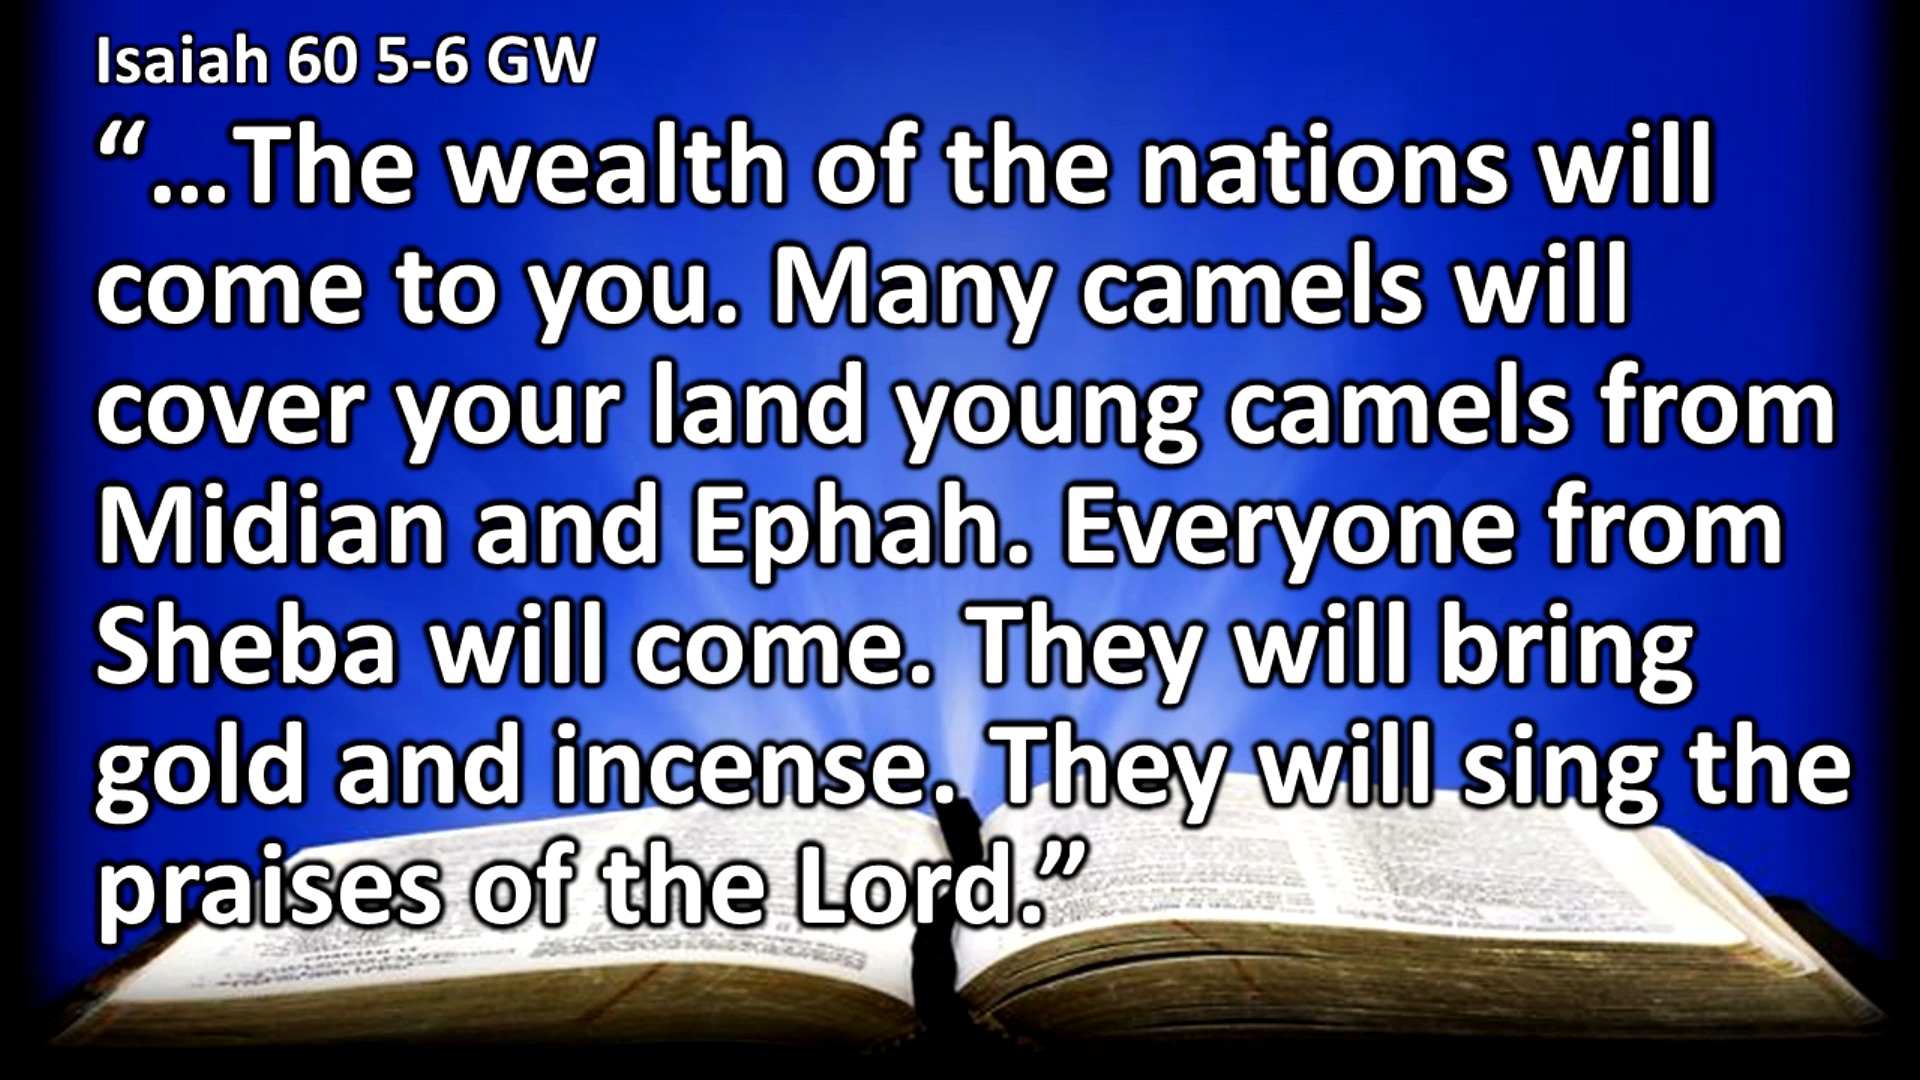 Isaiah 60 5-6 GW
“…The wealth of the nations will
come to you. Many camels will
cover your land young camels from
Midian and Ephah. Everyone from
Sheba will come. They will bring
gold and incense. They will sing the
praises of the Lord.”